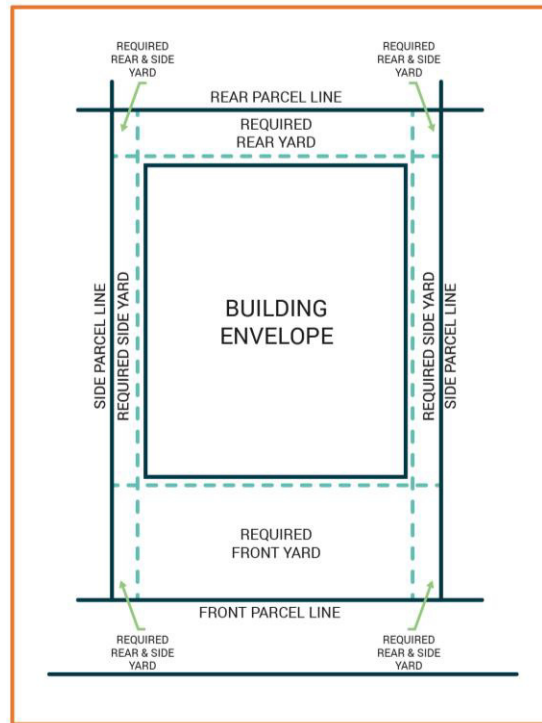 REQUIRED
REAR & SIDE
YARD
REQUIRED
REAR & SIDE
YARD
REAR PARCEL LINE
REQUIRED
REAR YARD
SIDE PARCEL LINE
REQUIRED SIDE YARD
BUILDING
ENVELOPE
REQUIRED SIDE YARD
SIDE PARCEL LINE
REQUIRED
FRONT YARD
FRONT PARCEL LINE
REQUIRED
REAR & SIDE
YARD
REQUIRED
REAR & SIDE
YARD